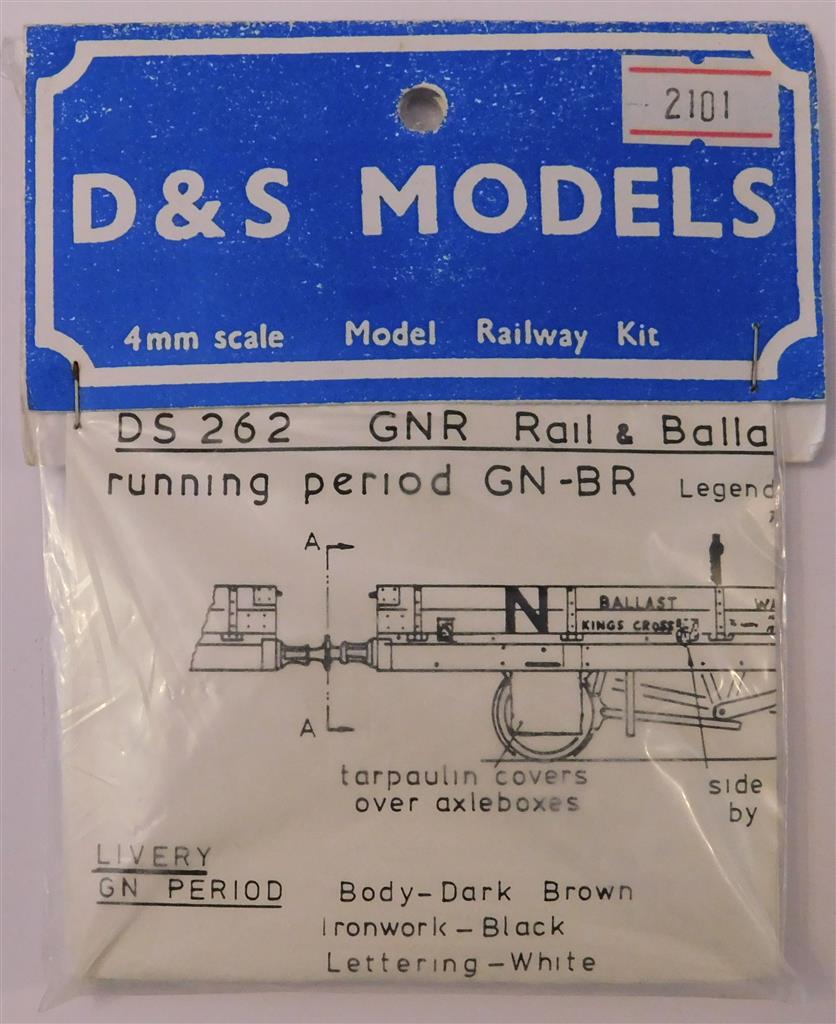 2101
D&S MODELS
4mm scale Model Railway Kit
DS 262 GNR Rail & Balla
running period GN-BR Legend
A
N BALLAST WA
KINGS CROSS
A
tarpaulin covers side
over axleboxes by
LIVERY
GN PERIOD Body-Dark Brown
Ironwork-Black
Lettering-White